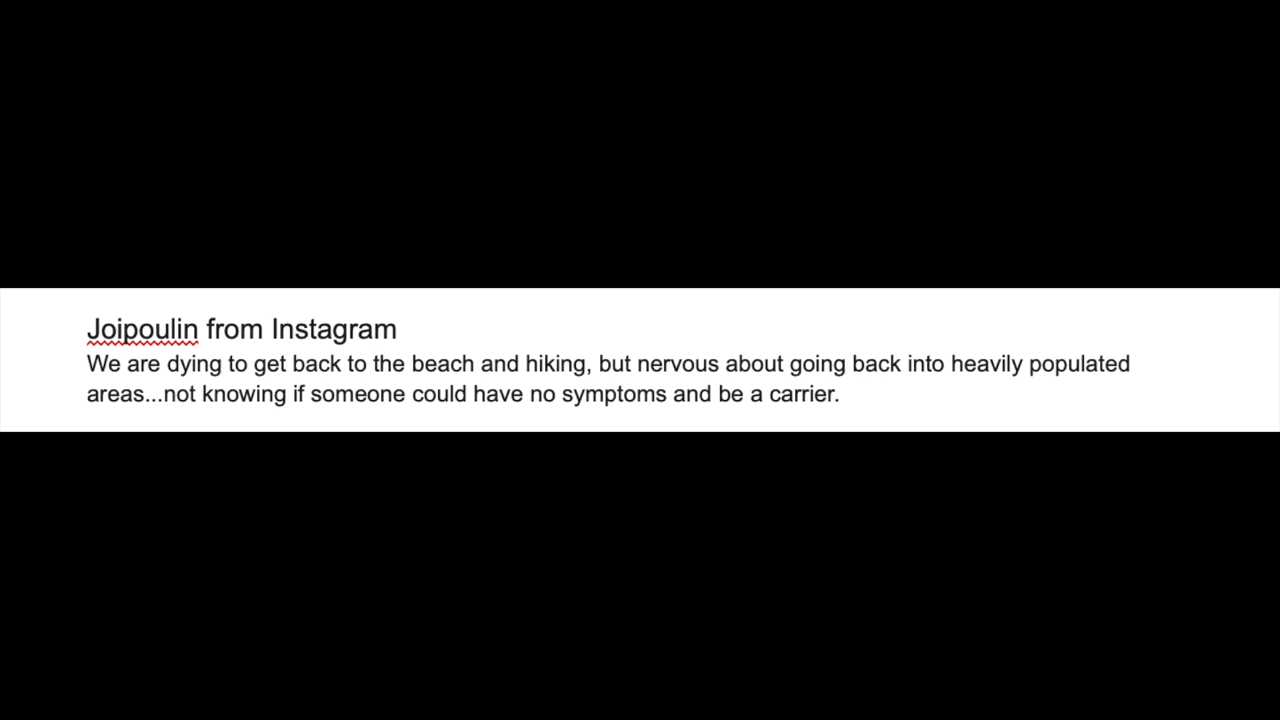 Joipoulin from Instagram
We are dying to get back to the beach and hiking, but nervous about going back into heavily populated
areas...not knowing if someone could have no symptoms and be a carrier.